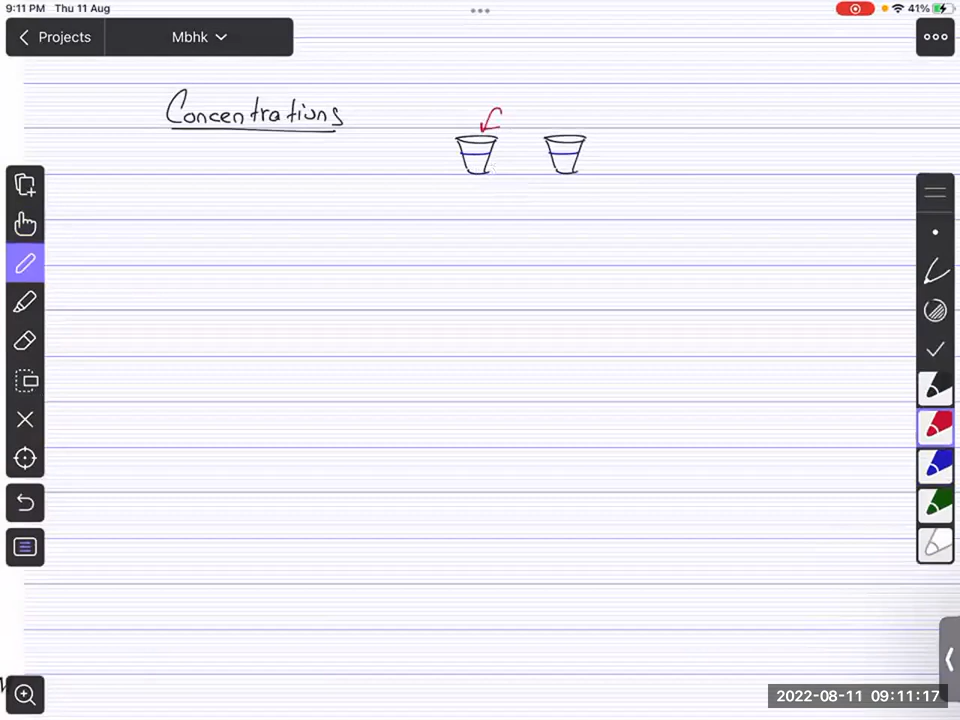 9:11 PM Thu 11 Aug
41%
Projects
Mbhk
Concentrations
2022-08-11 09:11:17